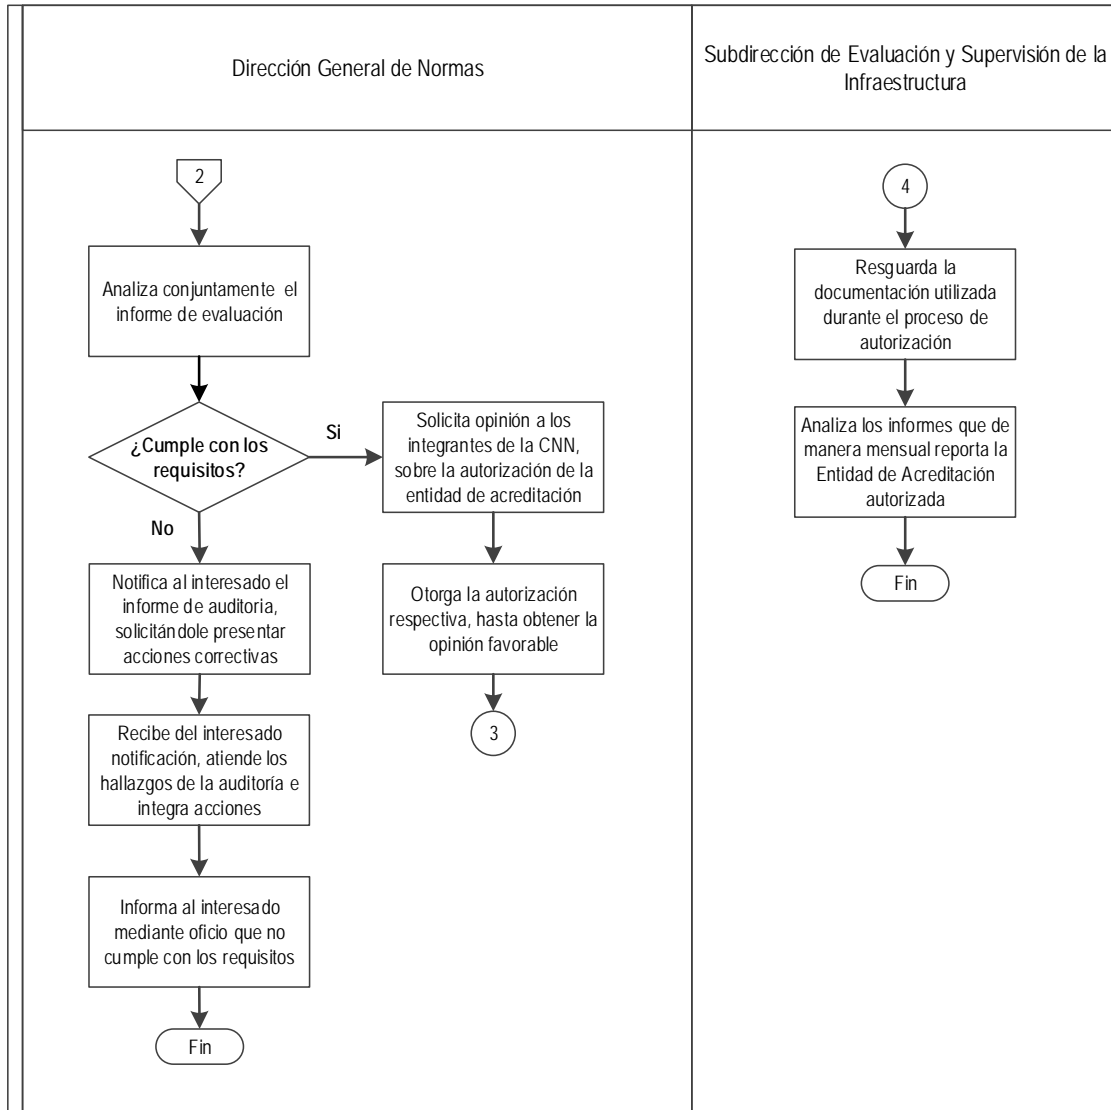 Dirección General de Normas
Subdirección de Evaluación y Supervisión de la
Infraestructura
2
Analiza conjuntamente el
informe de evaluación
¿Cumple con los
requisitos?
Si
No
Solicita opinión a los
integrantes de la CNN,
sobre la autorización de la
entidad de acreditación
Otorga la autorización
respectiva, hasta obtener la
opinión favorable
3
Notifica al interesado el
informe de auditoria,
solicitándole presentar
acciones correctivas
Recibe del interesado
notificación, atiende los
hallazgos de la auditoría e
integra acciones
Informa al interesado
mediante oficio que no
cumple con los requisitos
Fin
4
Resguarda la
documentación utilizada
durante el proceso de
autorización
Analiza los informes que de
manera mensual reporta la
Entidad de Acreditación
autorizada
Fin